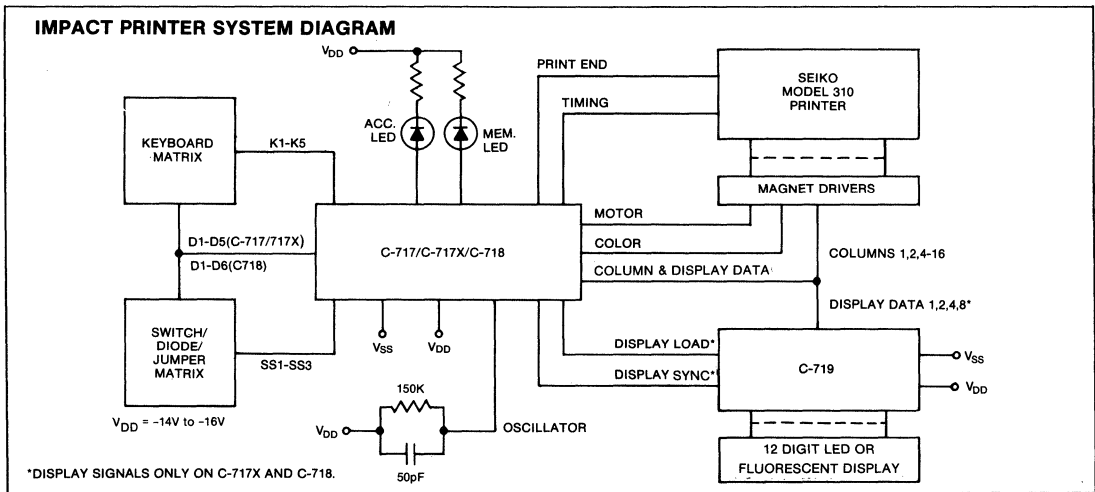 IMPACT PRINTER SYSTEM DIAGRAM
VDD
PRINT END
SEIKO
MODEL 310
PRINTER
TIMING
ACC.
LED
MEM.
LED
KEYBOARD
MATRIX
K1-K5
MAGNET DRIVERS
MOTOR
D1-D5(C-717/717X)
D1-D6(C718)
C-717/C-717X/C-718
COLOR
COLUMNS 1,2,4-16
COLUMN & DISPLAY DATA
DISPLAY DATA 1,2,4,8*
SWITCH/
DIODE/
JUMPER
MATRIX
SS1-SS3
VSS
VDD
DISPLAY LOAD*
DISPLAY SYNC*
C-719
VSS
VDD
VDD = -14V to -16V
150K
VDD
OSCILLATOR
50pF
12 DIGIT LED OR
FLUORESCENT DISPLAY
*DISPLAY SIGNALS ONLY ON C-717X AND C-718.